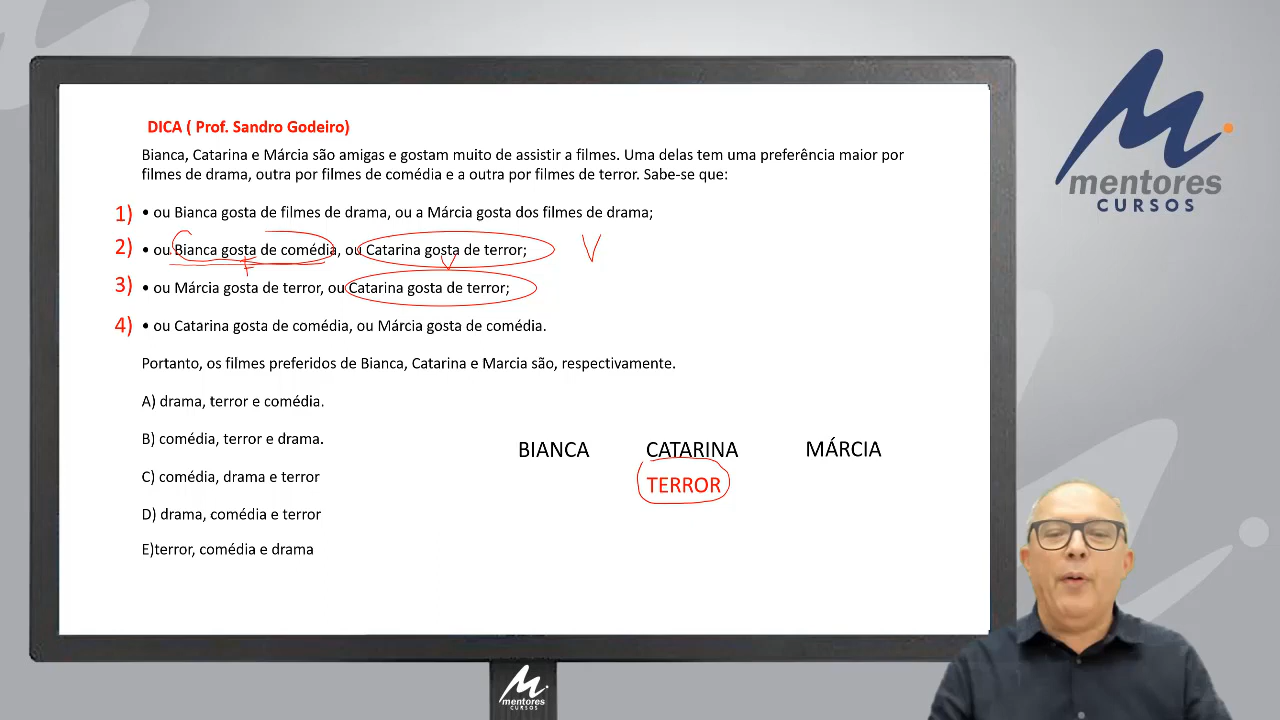 DICA ( Prof. Sandro Godeiro)
Bianca, Catarina e Márcia são amigas e gostam muito de assistir a filmes. Uma delas tem uma preferência maior por
filmes de drama, outra por filmes de comédia e a outra por filmes de terror. Sabe-se que:
1) • ou Bianca gosta de filmes de drama, ou a Márcia gosta dos filmes de drama;
2) • ou Bianca gosta de comédia, ou Catarina gosta de terror; V
F V
3) • ou Márcia gosta de terror, ou Catarina gosta de terror;
4) • ou Catarina gosta de comédia, ou Márcia gosta de comédia.
Portanto, os filmes preferidos de Bianca, Catarina e Marcia são, respectivamente.
A) drama, terror e comédia.
B) comédia, terror e drama.
C) comédia, drama e terror
D) drama, comédia e terror
E)terror, comédia e drama
BIANCA CATARINA MÁRCIA
TERROR
mentores
CURSOS
mentores
CURSOS